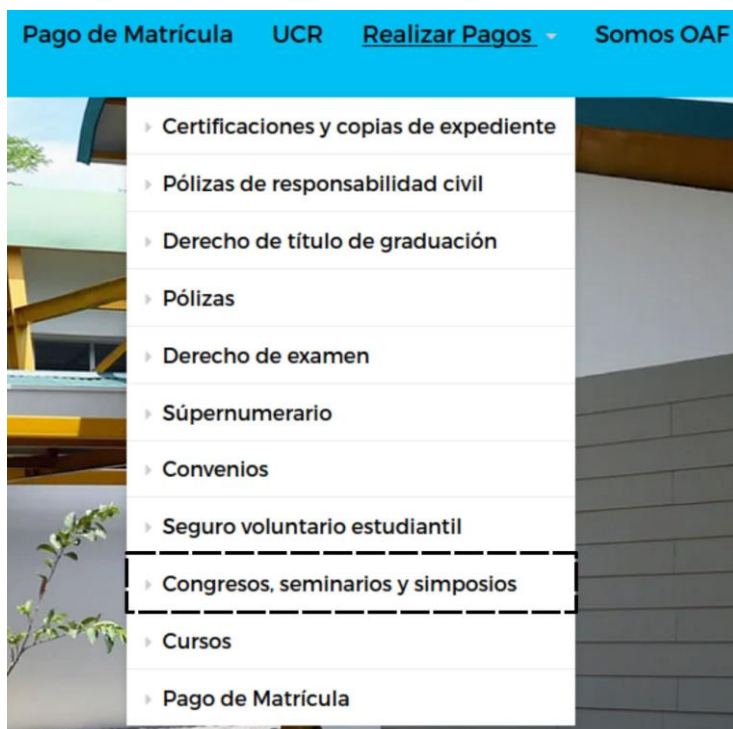 Pago de Matrícula UCR Realizar Pagos Somos OAF
Certificaciones y copias de expediente
Pólizas de responsabilidad civil
Derecho de título de graduación
Pólizas
Derecho de examen
Súpernumerario
Convenios
Seguro voluntario estudiantil
Congresos, seminarios y simposios
Cursos
Pago de Matrícula